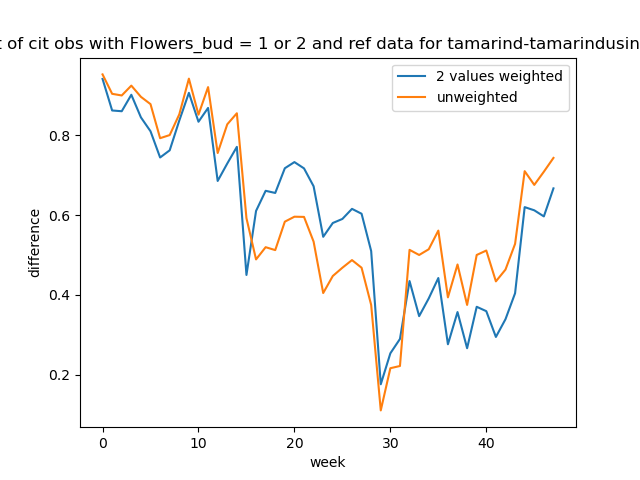 of cit obs with Flowers_bud = 1 or 2 and ref data for tamarind-tamarindusin
2 values weighted
unweighted
0.8
0.6
0.4
0.2
difference
0
10
20
30
40
week